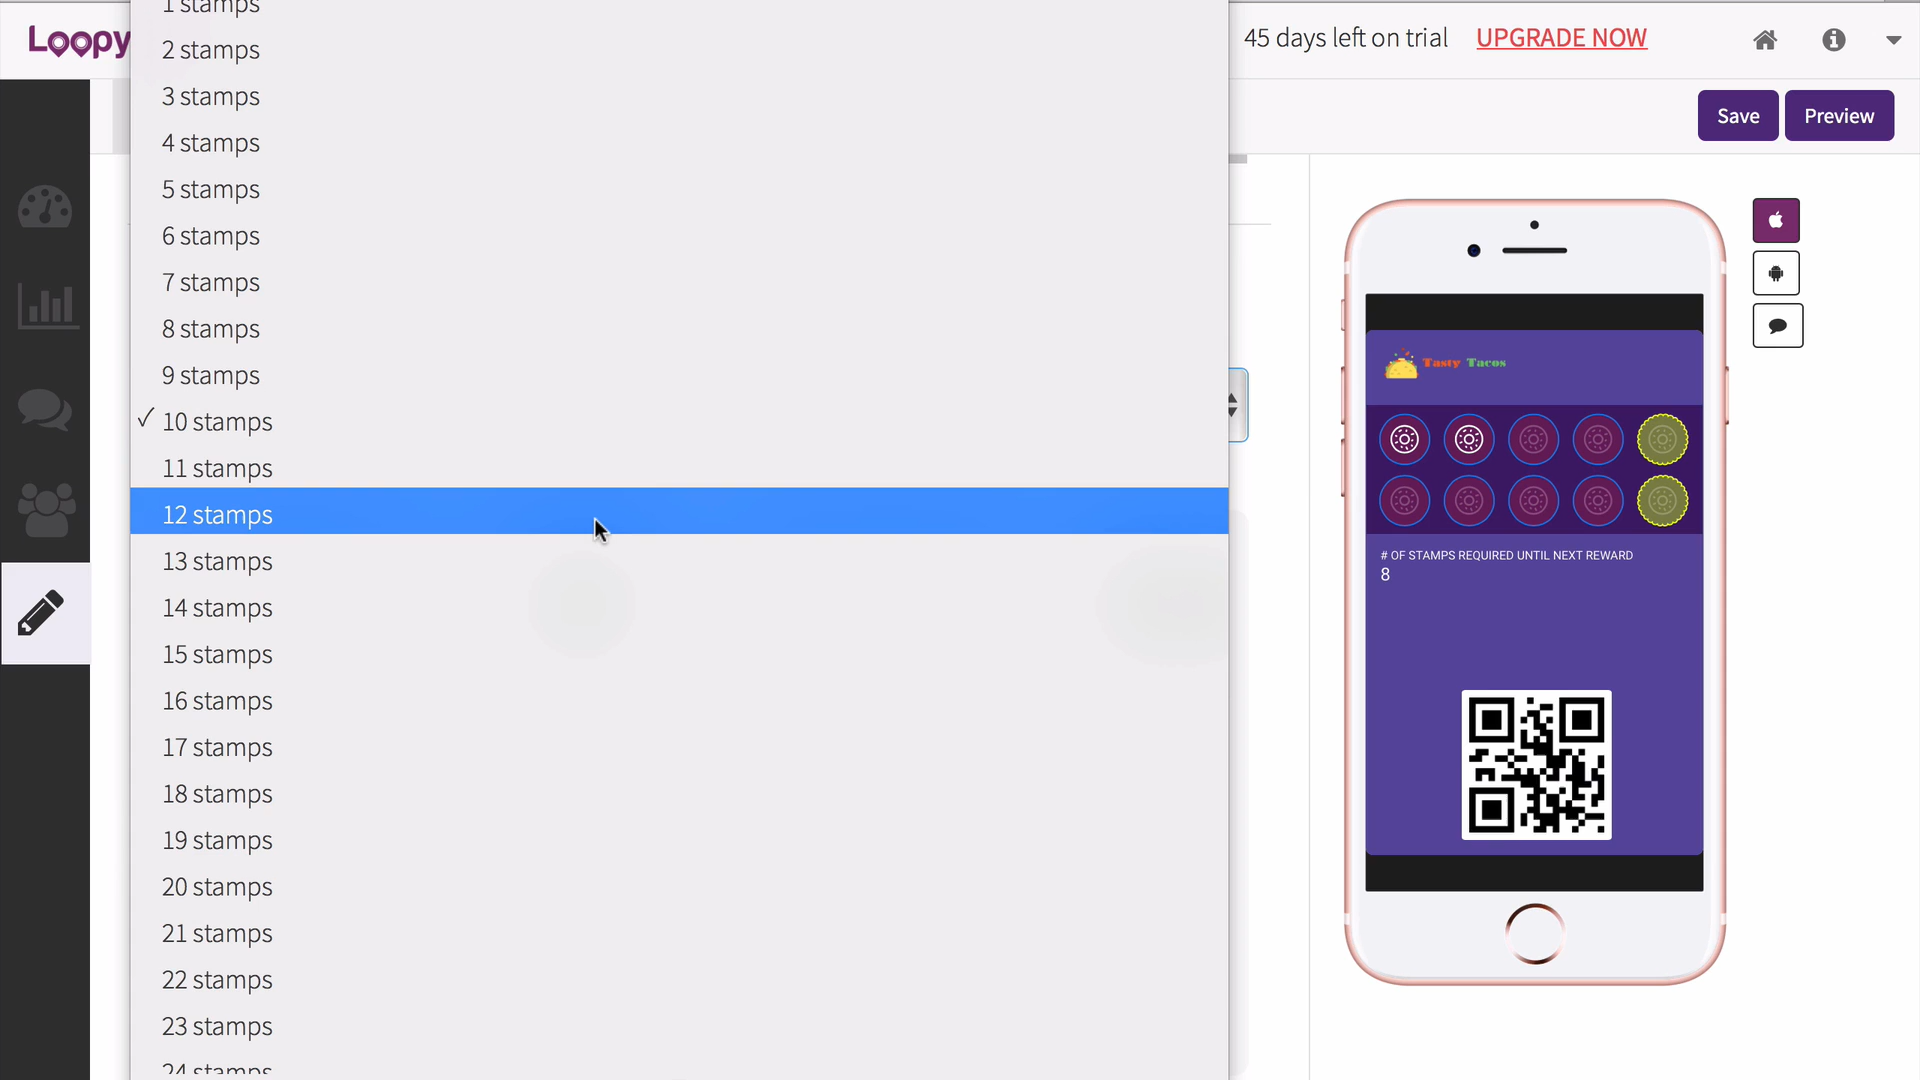 1 stamps
Loopy
2 stamps
3 stamps
4 stamps
5 stamps
6 stamps
7 stamps
8 stamps
9 stamps
✓ 10 stamps
11 stamps
12 stamps
13 stamps
14 stamps
15 stamps
16 stamps
17 stamps
18 stamps
19 stamps
20 stamps
21 stamps
22 stamps
23 stamps
24 stamps
45 days left on trial UPGRADE NOW
Save Preview
Tasty Tacos
# OF STAMPS REQUIRED UNTIL NEXT REWARD
8